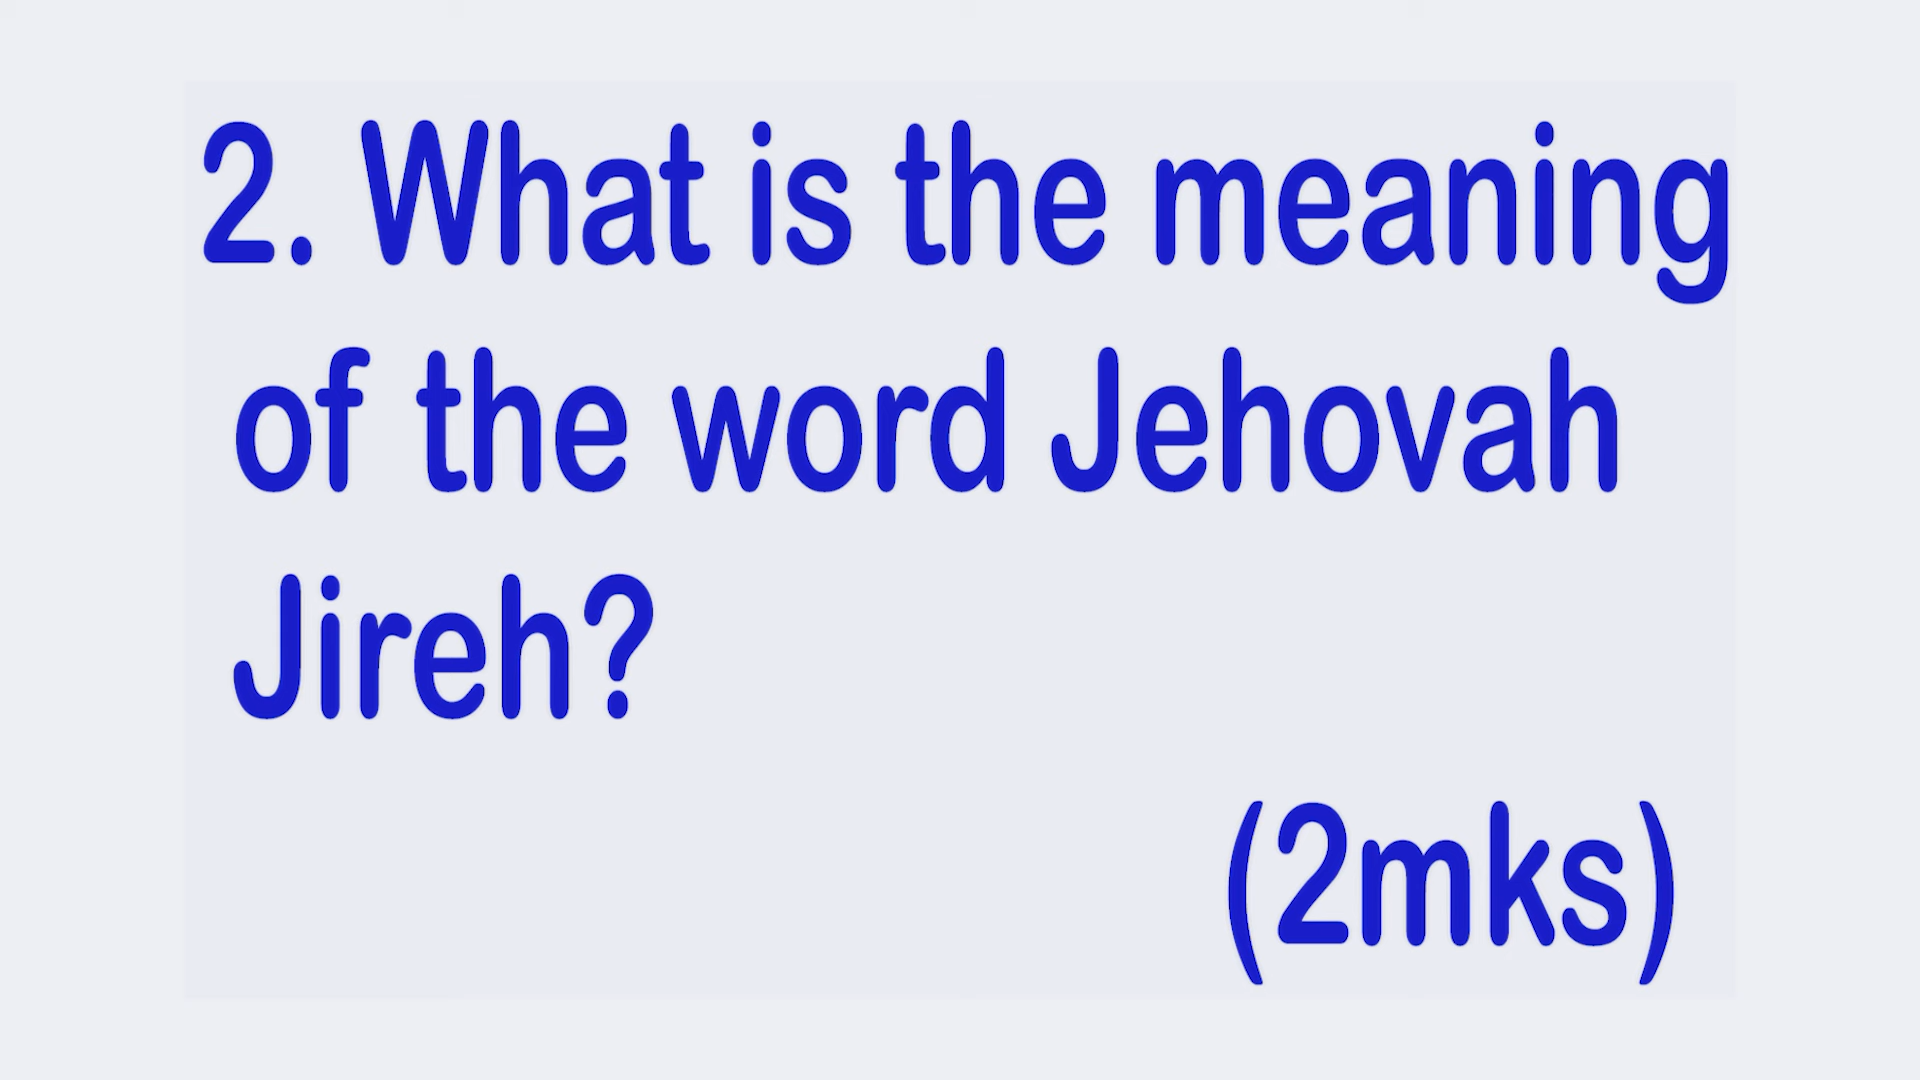 2. What is the meaning
of the word Jehovah
Jireh?
(2mks)